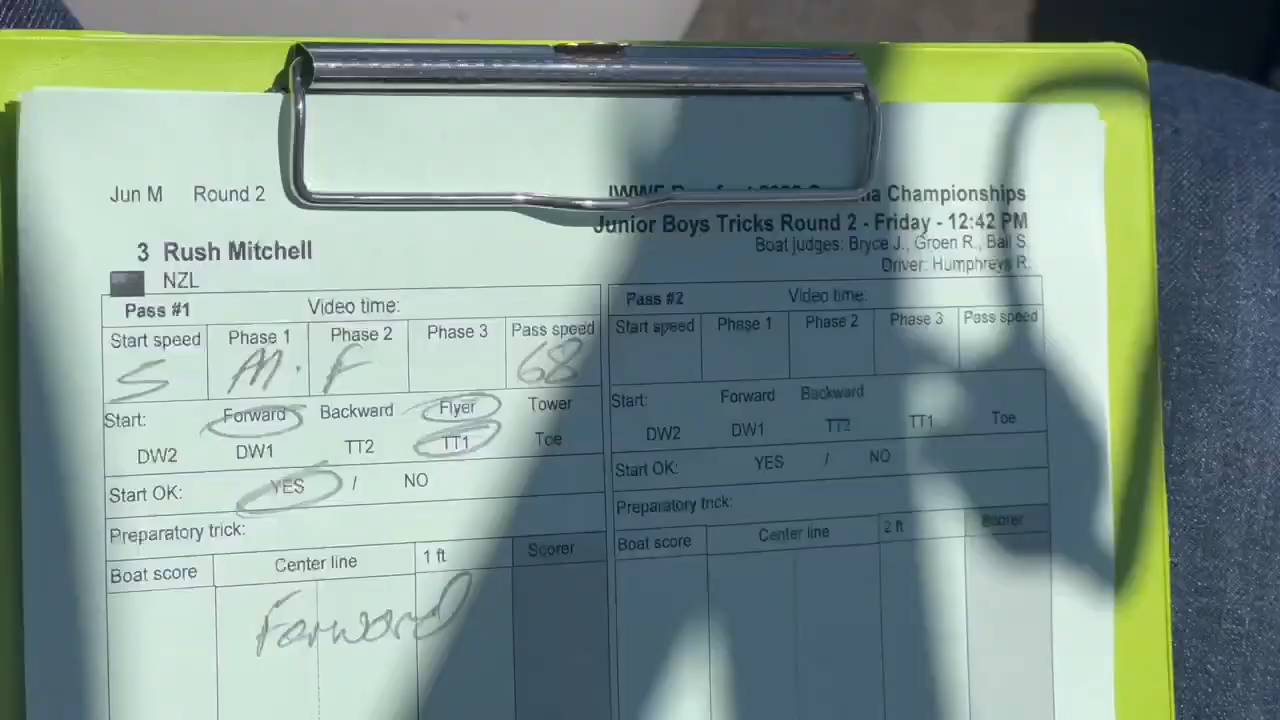 Jun M Round 2
Championships
Junior Boys Tricks Round 2 - Friday - 12:42 PM
3 Rush Mitchell
Boat judges: Bryce J., Groen R., Ball S.
NZL
Driver: Humphreys R.
Pass #1 Video time:
Start speed Phase 1 Phase 2 Phase 3 Pass speed
S M. F 68
Start: Forward Backward Flyer Tower
DW2 DW1 TT2 TT1 Toe
Start OK: YES / NO
Preparatory trick:
Boat score Center line 1 ft Scorer
Forward
Pass #2 Video time:
Start speed Phase 1 Phase 2 Phase 3 Pass speed
Start: Forward Backward
DW2 DW1 TT2 TT1 Toe
Start OK: YES / NO
Preparatory trick:
Boat score Center line 2 ft Scorer